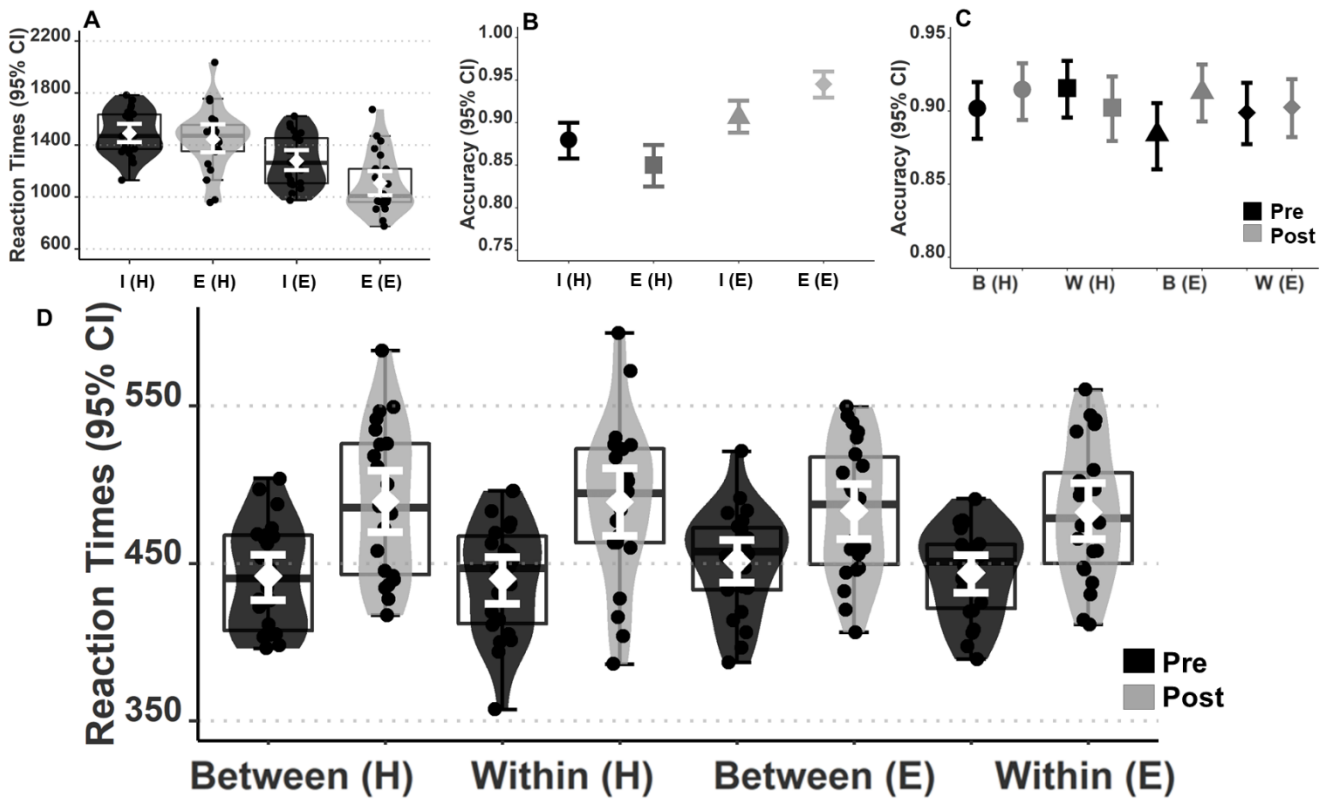 A
Reaction Times (95% CI)
2200
1800
1400
1000
600
I (H) E (H) I (E) E (E)
B
Accuracy (95% CI)
1.00
0.95
0.90
0.85
0.80
0.75
I (H) E (H) I (E) E (E)
C
Accuracy (95% CI)
0.95
0.90
0.85
0.80
Pre
Post
B (H) W (H) B (E) W (E)
D
Reaction Times (95% CI)
550
450
350
Pre
Post
Between (H) Within (H) Between (E) Within (E)